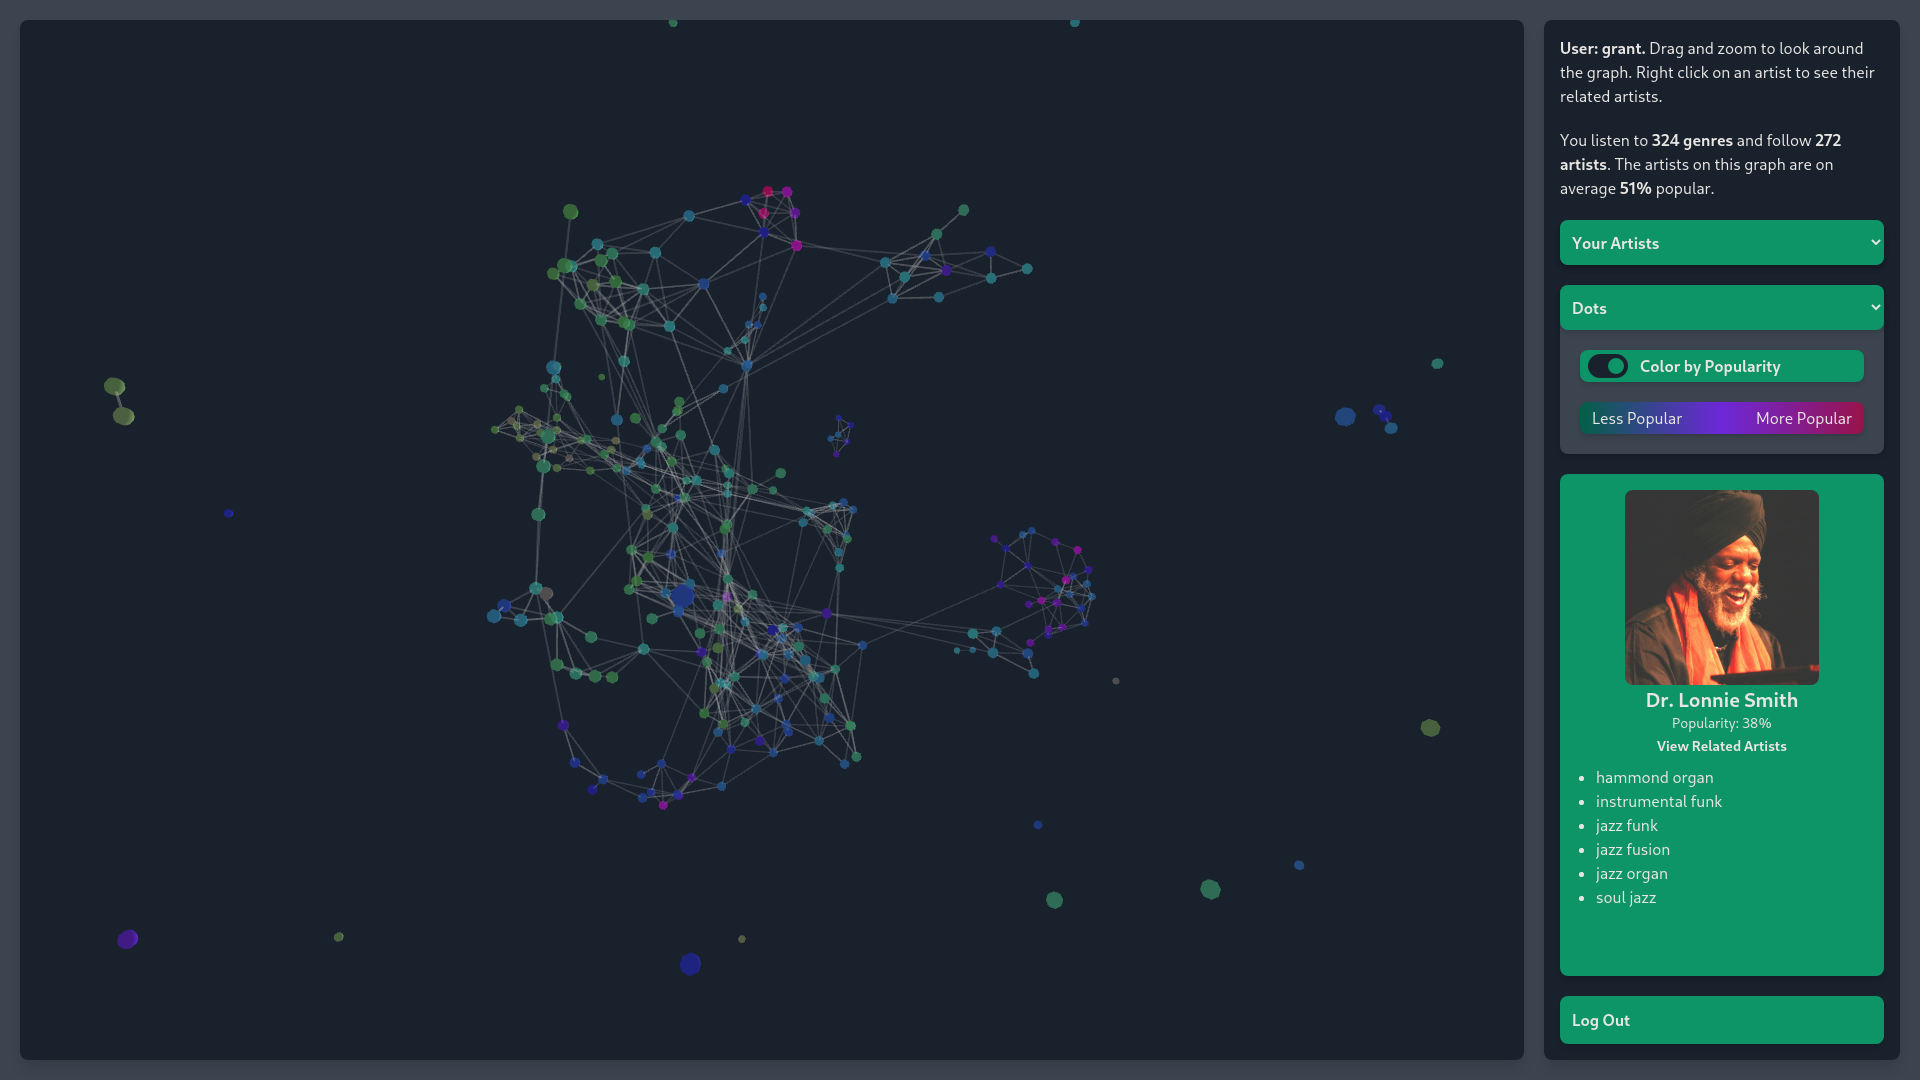 User: grant. Drag and zoom to look around
the graph. Right click on an artist to see their
related artists.
You listen to 324 genres and follow 272
artists. The artists on this graph are on
average 51% popular.
Your Artists
Dots
Color by Popularity
Less Popular More Popular
Dr. Lonnie Smith
Popularity: 38%
View Related Artists
• hammond organ
• instrumental funk
• jazz funk
• jazz fusion
• jazz organ
• soul jazz
Log Out